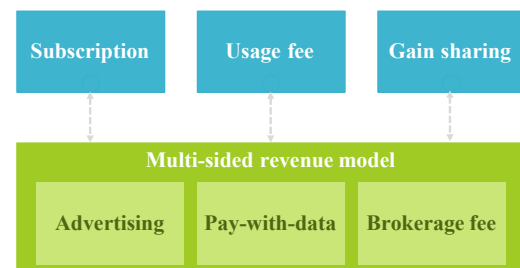 Subscription
Usage fee
Gain sharing
Multi-sided revenue model
Advertising
Pay-with-data
Brokerage fee